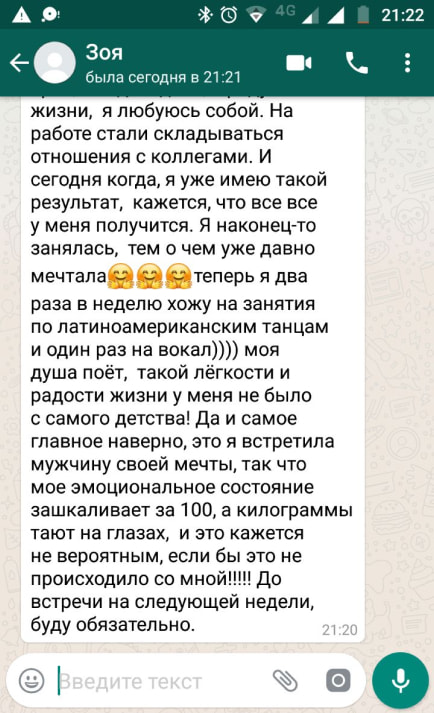 4G 21:22
Зоя
была сегодня в 21:21
жизни, я любуюсь собой. На
работе стали складываться
отношения с коллегами. И
сегодня когда, я уже имею такой
результат, кажется, что все все
у меня получится. Я наконец-то
занялась, тем о чем уже давно
мечтала🤗🤗🤗теперь я два
раза в неделю хожу на занятия
по латиноамериканским танцам
и один раз на вокал)))) моя
душа поёт, такой лёгкости и
радости жизни у меня не было
с самого детства! Да и самое
главное наверно, это я встретила
мужчину своей мечты, так что
мое эмоциональное состояние
зашкаливает за 100, а килограммы
тают на глазах, и это кажется
не вероятным, если бы это не
происходило со мной!!!!! До
встречи на следующей недели,
буду обязательно.
21:20
Введите текст